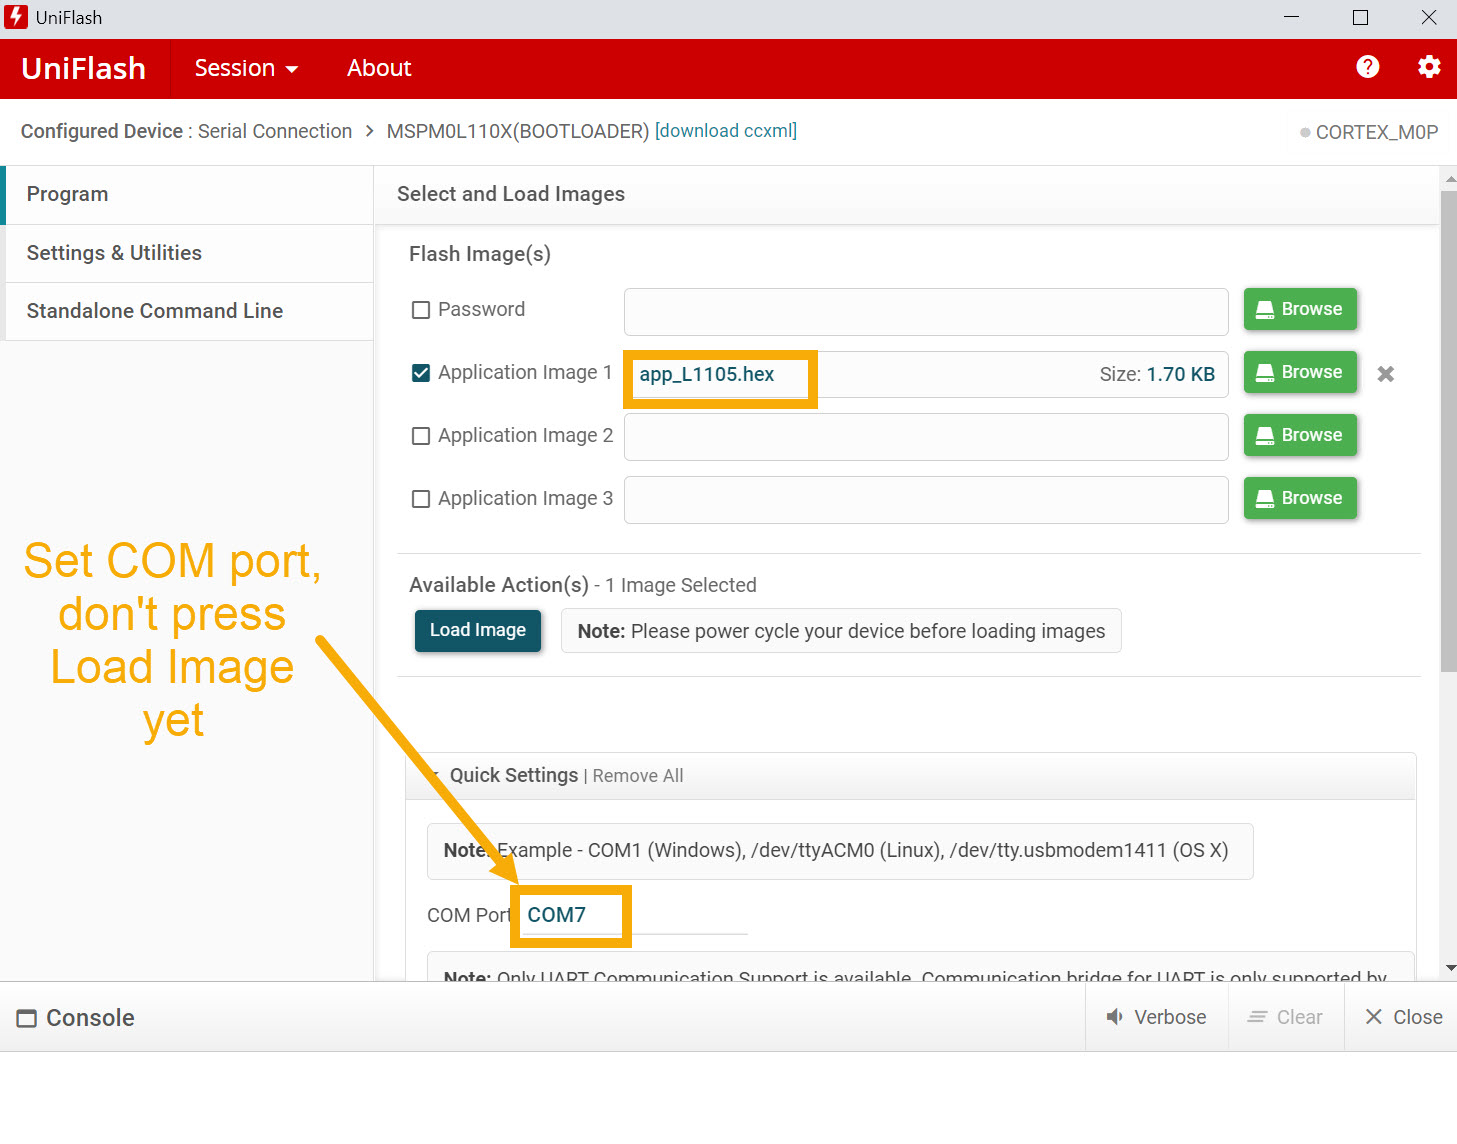 UniFlash
UniFlash Session About
Configured Device : Serial Connection > MSPM0L110X(BOOTLOADER) [download ccxml] CORTEX_M0P
Program
Settings & Utilities
Standalone Command Line
Select and Load Images
Flash Image(s)
Password Browse
Application Image 1 app_L1105.hex Size: 1.70 KB Browse
Application Image 2 Browse
Application Image 3 Browse
Available Action(s) - 1 Image Selected
Load Image Note: Please power cycle your device before loading images
Set COM port,
don't press
Load Image
yet
Quick Settings | Remove All
Note: Example - COM1 (Windows), /dev/ttyACM0 (Linux), /dev/tty.usbmodem1411 (OS X)
COM Port COM7
Note: Only UART Communication Support is available. Communication bridge for UART is only supported by
Console Verbose Clear Close